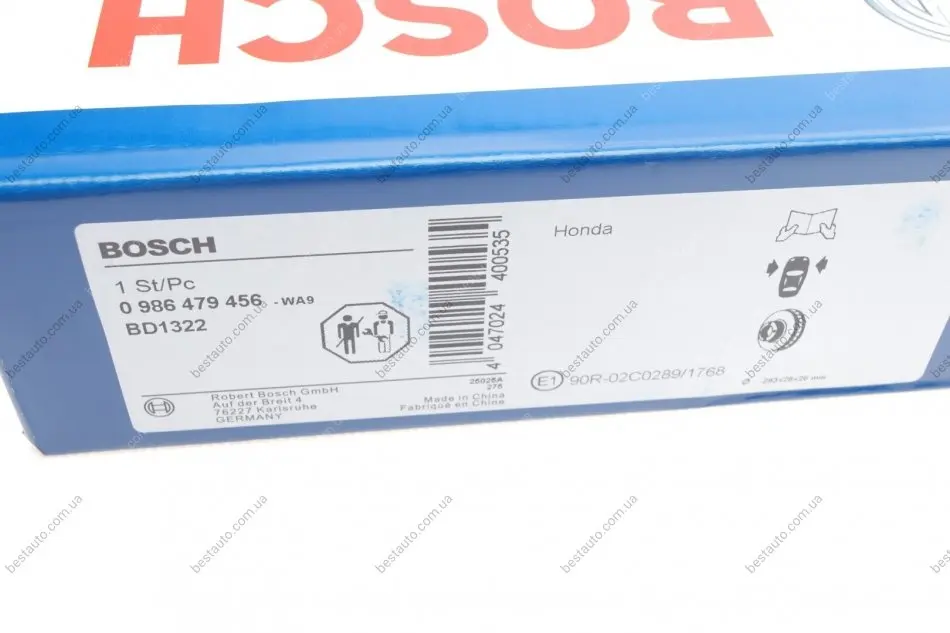 BOSCH
BOSCH
BOSCH
1 St/Pc
0 986 479 456 -WA9
BD1322
4 047024 400535
Honda
E1 90R-02C0289/1768
Robert Bosch GmbH
Auf der Breit 4
76227 Karlsruhe
GERMANY
278
Made in China
Fabriqué en Chine
bestauto.com.ua